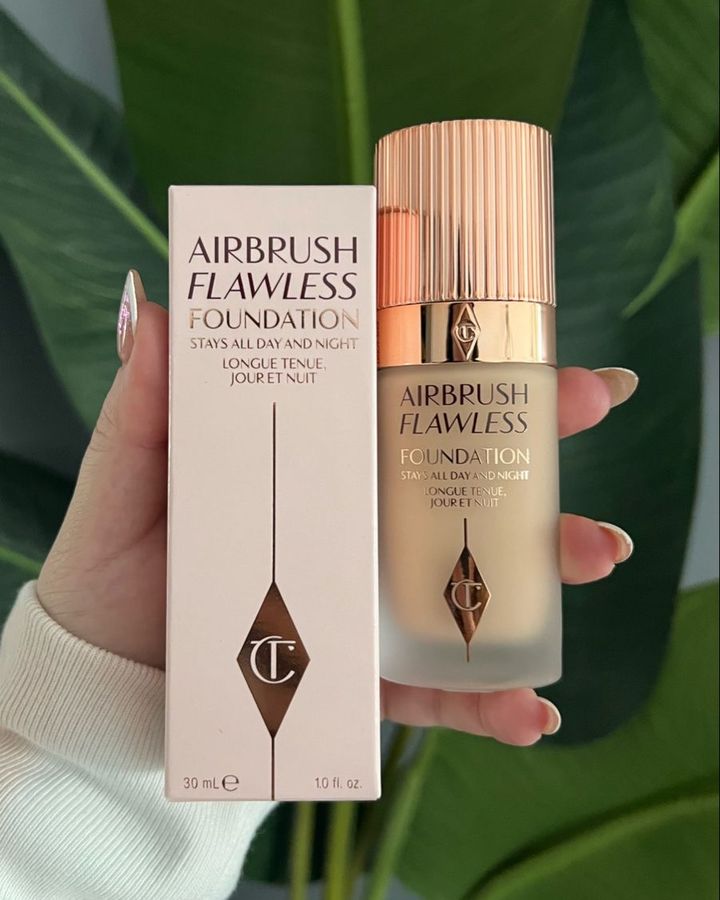 AIRBRUSH
FLAWLESS
FOUNDATION
STAYS ALL DAY AND NIGHT
LONGUE TENUE,
JOUR ET NUIT
CT
30 mL e
1.0 fl. oz.
CT
AIRBRUSH
FLAWLESS
FOUNDATION
STAYS ALL DAY AND NIGHT
LONGUE TENUE,
JOUR ET NUIT
CT